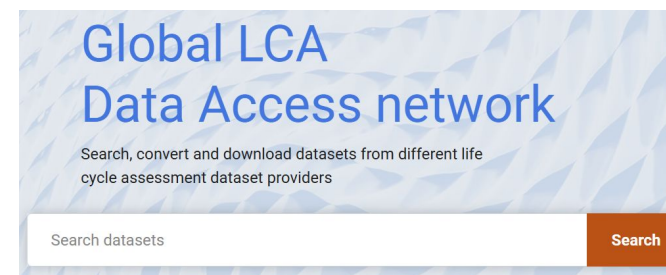 Global LCA
Data Access network
Search, convert and download datasets from different life
cycle assessment dataset providers
Search datasets
Search